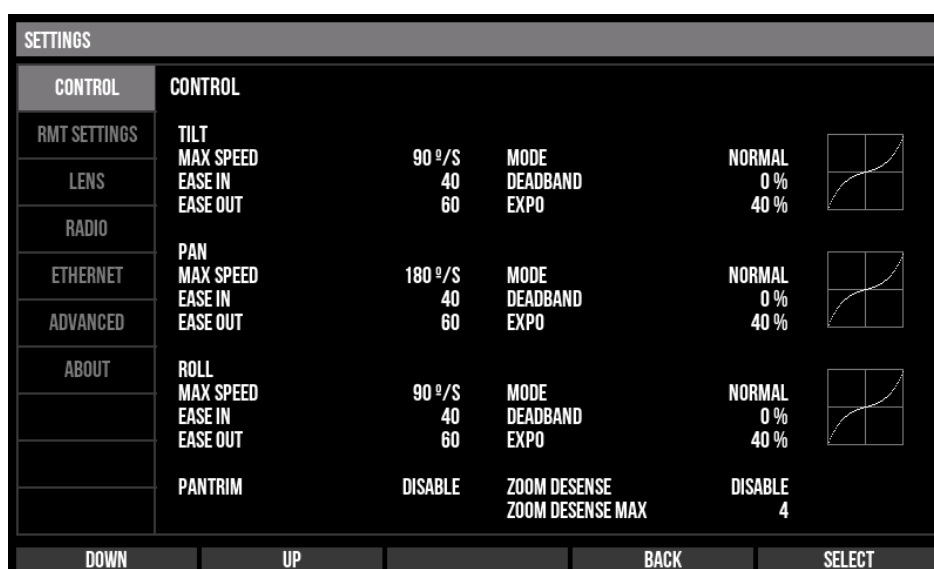 SETTINGS
CONTROL
RMT SETTINGS
LENS
RADIO
ETHERNET
ADVANCED
ABOUT
CONTROL
TILT
MAX SPEED 90 º/S MODE NORMAL
EASE IN 40 DEADBAND 0 %
EASE OUT 60 EXPO 40 %
PAN
MAX SPEED 180 º/S MODE NORMAL
EASE IN 40 DEADBAND 0 %
EASE OUT 60 EXPO 40 %
ROLL
MAX SPEED 90 º/S MODE NORMAL
EASE IN 40 DEADBAND 0 %
EASE OUT 60 EXPO 40 %
PANTRIM DISABLE ZOOM DESENSE DISABLE
ZOOM DESENSE MAX 4
DOWN UP BACK SELECT